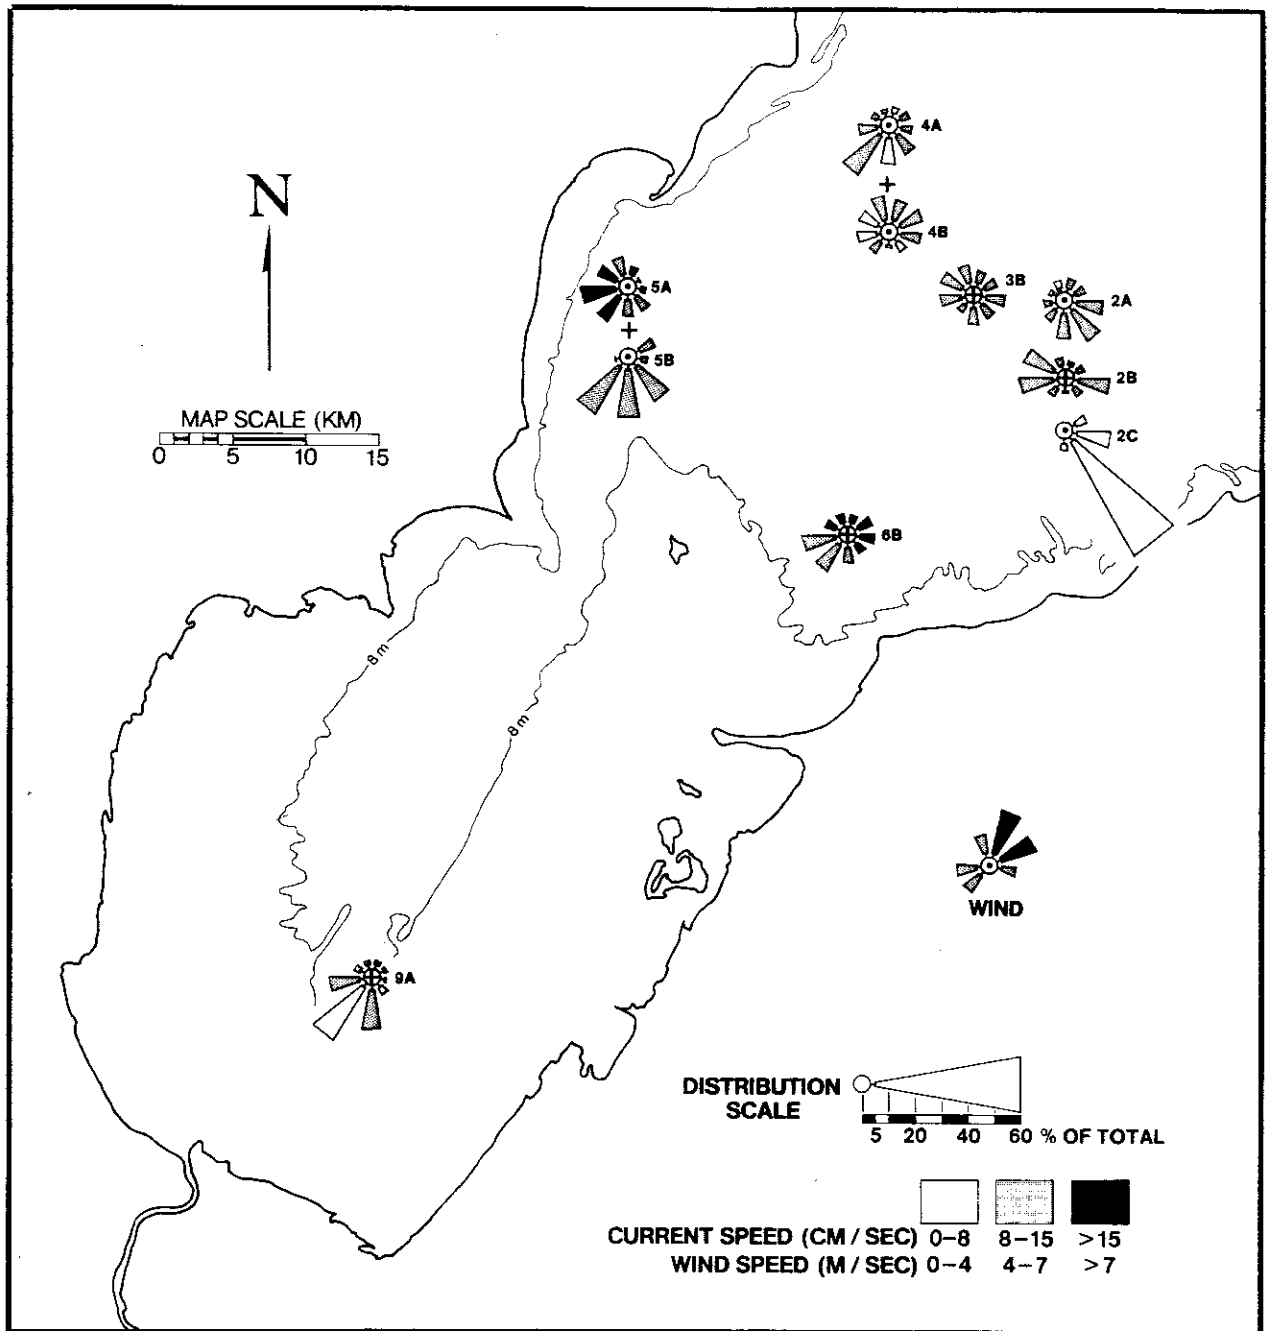 4A
N
4B
3B
5A
2A
5B
2B
MAP SCALE (KM)
2C
0 5 10 15
6B
8m
8m
WIND
9A
DISTRIBUTION
SCALE
5 20 40 60 % OF TOTAL
CURRENT SPEED (CM / SEC) 0-8 8-15 >15
WIND SPEED (M / SEC) 0-4 4-7 >7